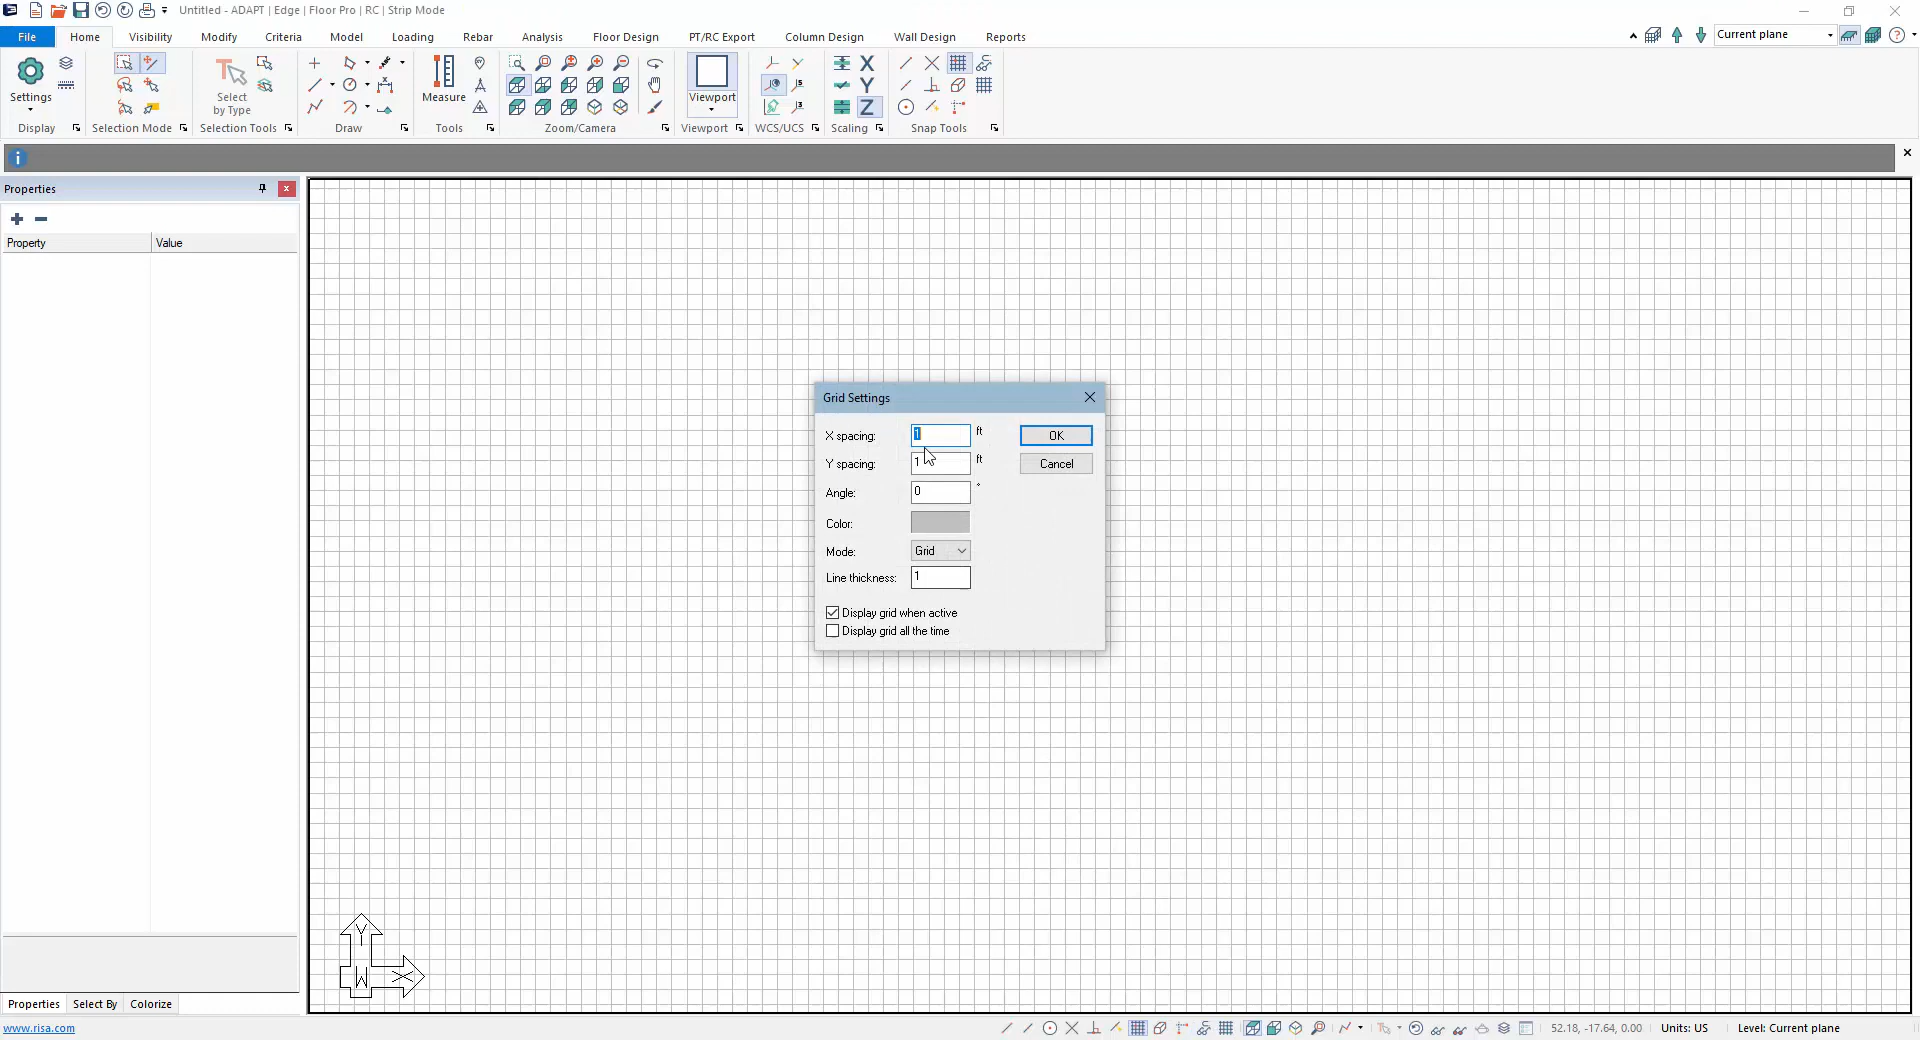 Untitled - ADAPT | Edge | Floor Pro | RC | Strip Mode
File Home Visibility Modify Criteria Model Loading Rebar Analysis Floor Design PT/RC Export Column Design Wall Design Reports Current plane
Settings Select by Type Measure Viewport X Y Z
Display Selection Mode Selection Tools Draw Tools Zoom/Camera Viewport WCS/UCS Scaling Snap Tools
Properties
Property Value
Grid Settings
X spacing: 1 ft OK
Y spacing: 1 ft Cancel
Angle: 0 °
Color:
Mode: Grid
Line thickness: 1
Display grid when active
Display grid all the time
Y
W X
Properties Select By Colorize
www.risa.com 52.18, -17.64, 0.00 Units: US Level: Current plane